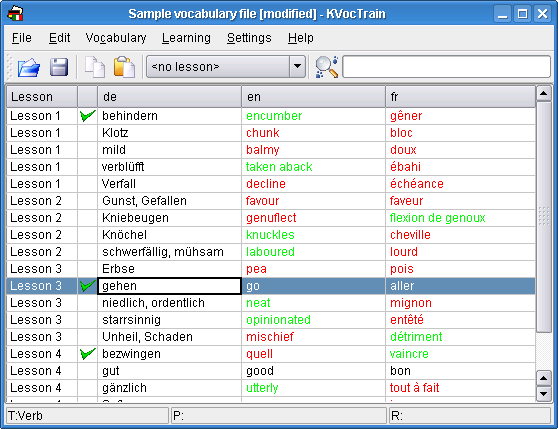 Sample vocabulary file [modified] - KVocTrain
File Edit Vocabulary Learning Settings Help
<no lesson>
Lesson de en fr
Lesson 1 behindern encumber gêner
Lesson 1 Klotz chunk bloc
Lesson 1 mild balmy doux
Lesson 1 verblüfft taken aback ébahi
Lesson 1 Verfall decline échéance
Lesson 2 Gunst, Gefallen favour faveur
Lesson 2 Kniebeugen genuflect flexion de genoux
Lesson 2 Knöchel knuckles cheville
Lesson 2 schwerfällig, mühsam laboured lourd
Lesson 3 Erbse pea pois
Lesson 3 gehen go aller
Lesson 3 niedlich, ordentlich neat mignon
Lesson 3 starrsinnig opinionated entêté
Lesson 3 Unheil, Schaden mischief détriment
Lesson 4 bezwingen quell vaincre
Lesson 4 gut good bon
Lesson 4 gänzlich utterly tout à fait
T:Verb P: R: